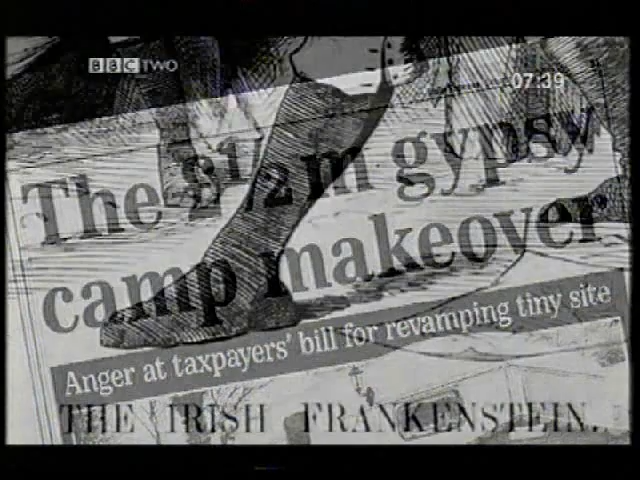 BBC TWO
07:39
The £1/2m gypsy
camp makeover
Anger at taxpayers' bill for revamping tiny site
THE IRISH FRANKENSTEIN.